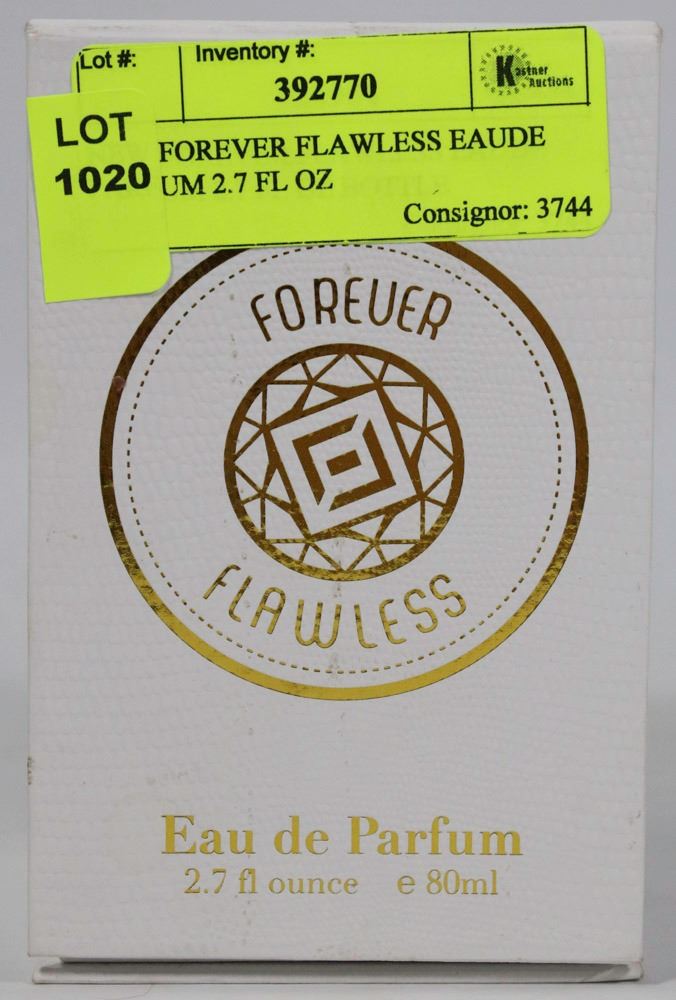 Lot #:
Inventory #:
392770
Kastner
Auctions
LOT
1020
FOREVER FLAWLESS EAUDE
UM 2.7 FL OZ
Consignor: 3744
FOREVER
FLAWLESS
Eau de Parfum
2.7 fl ounce e 80ml